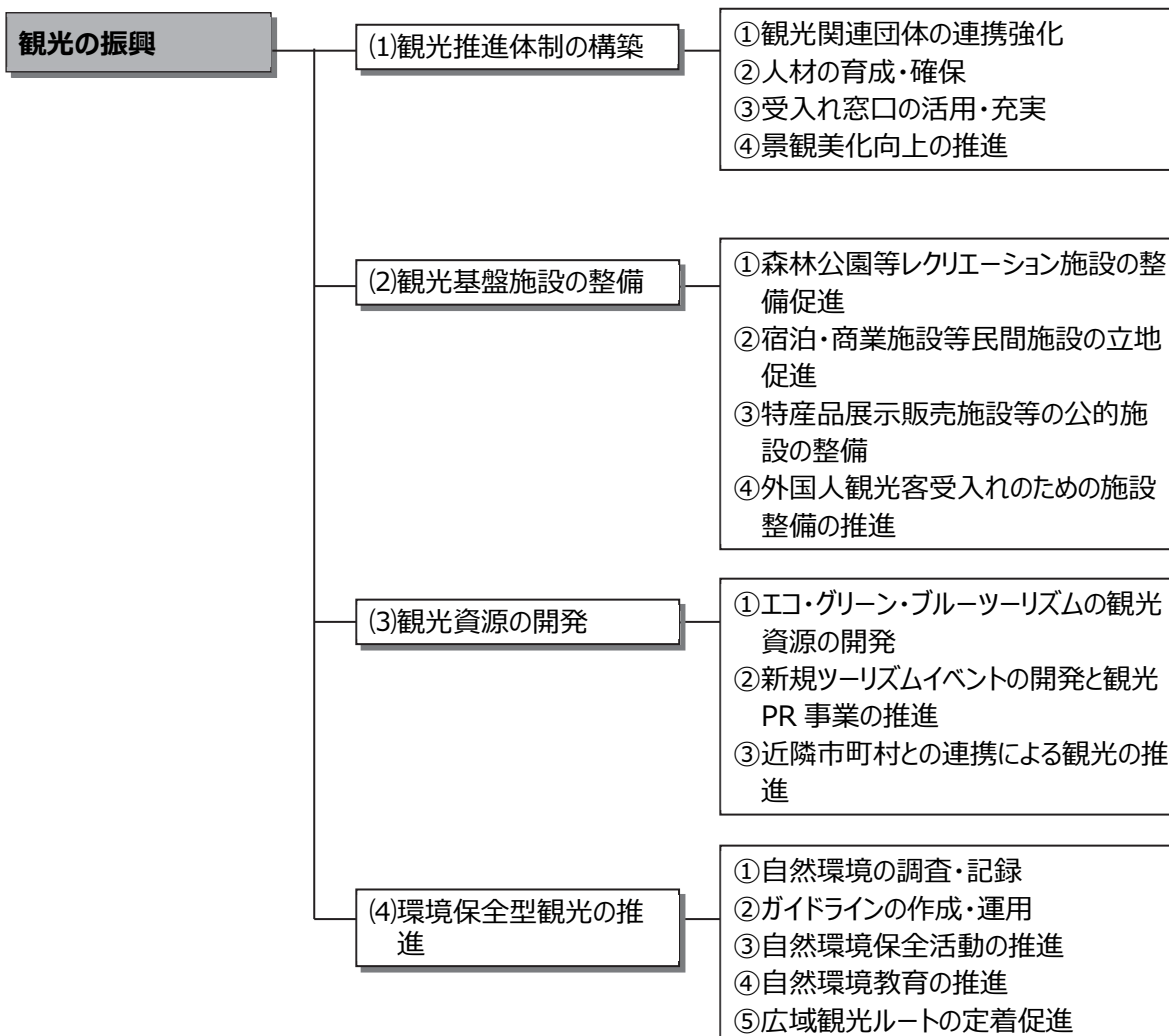 観光の振興
⑴観光推進体制の構築
①観光関連団体の連携強化
②人材の育成・確保
③受入れ窓口の活用・充実
④景観美化向上の推進
⑵観光基盤施設の整備
①森林公園等レクリエーション施設の整
備促進
②宿泊・商業施設等民間施設の立地
促進
③特産品展示販売施設等の公的施
設の整備
④外国人観光客受入れのための施設
整備の推進
⑶観光資源の開発
①エコ・グリーン・ブルーツーリズムの観光
資源の開発
②新規ツーリズムイベントの開発と観光
PR 事業の推進
③近隣市町村との連携による観光の推
進
⑷環境保全型観光の推
進
①自然環境の調査・記録
②ガイドラインの作成・運用
③自然環境保全活動の推進
④自然環境教育の推進
⑤広域観光ルートの定着促進